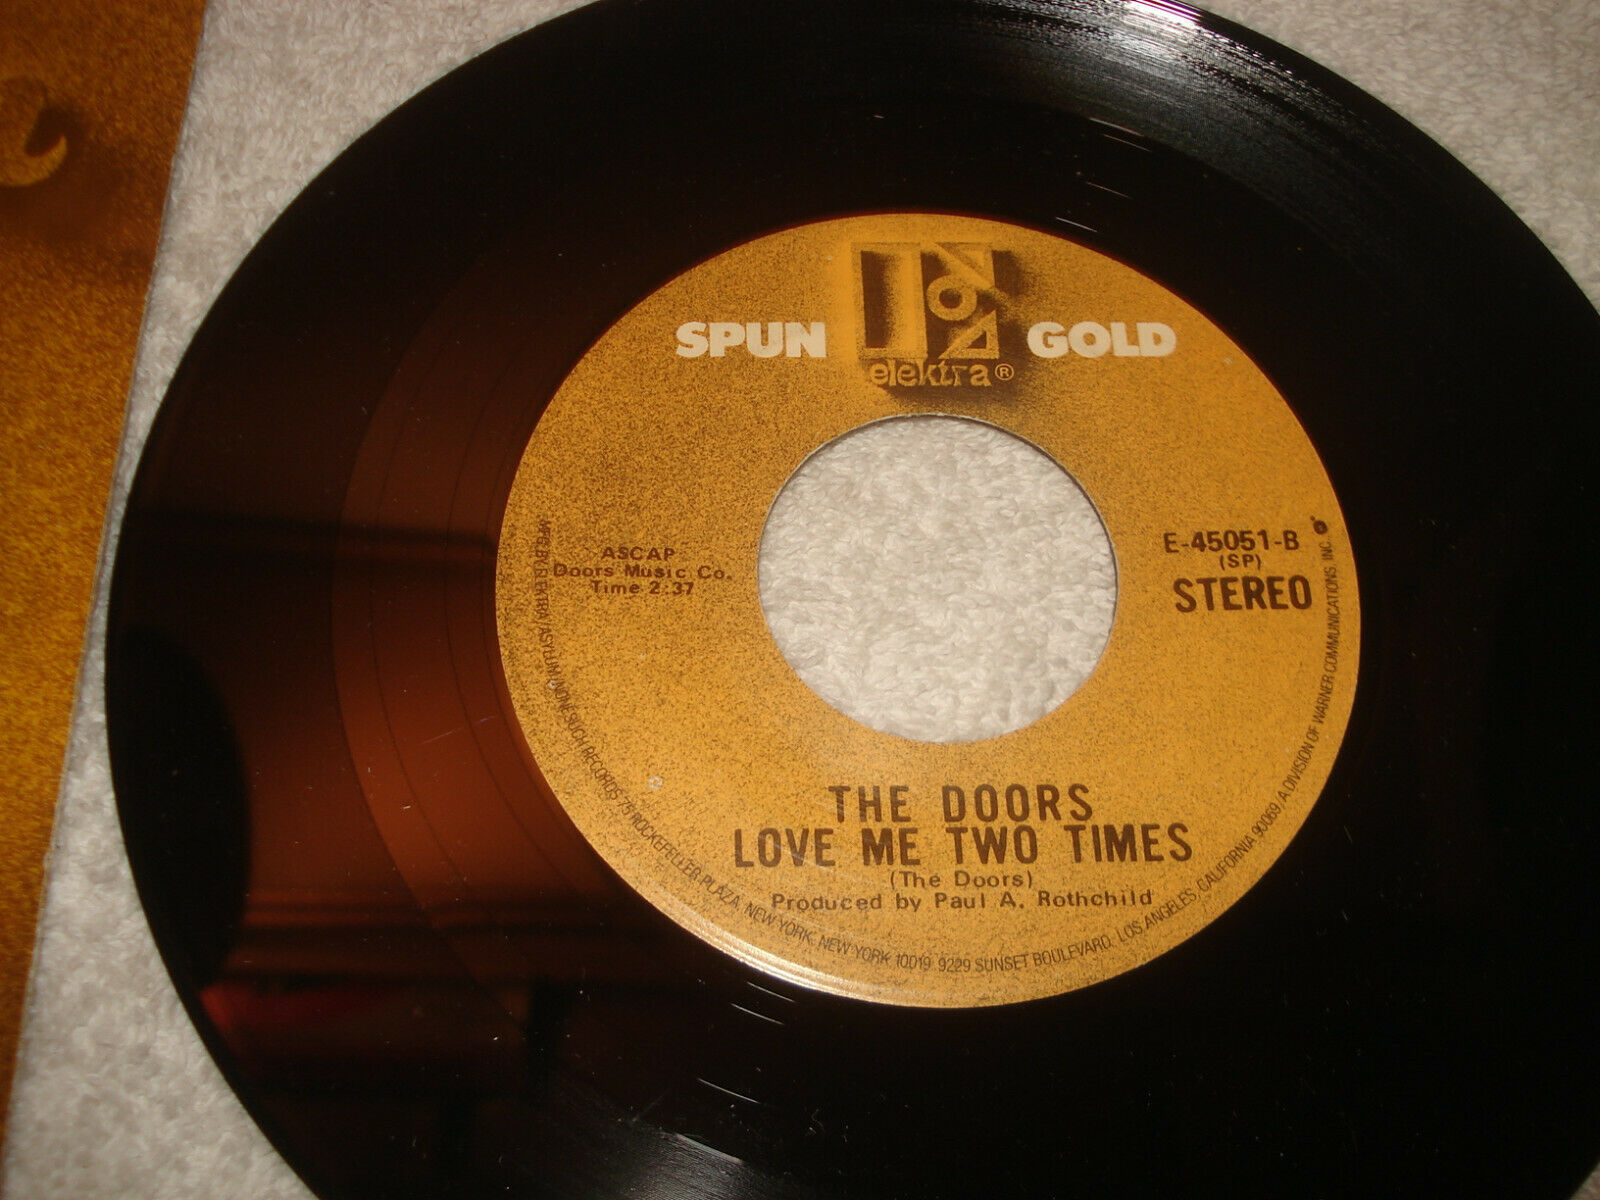 SPUN GOLD
elektra®
ASCAP
Doors Music Co.
Time 2:37
E-45051-B
(SP)
STEREO
THE DOORS
LOVE ME TWO TIMES
(The Doors)
Produced by Paul A. Rothchild
MFG BY ELEKTRA/ASYLUM/NONESUCH RECORDS 75 ROCKEFELLER PLAZA, NEW YORK, NEW YORK 10019 9229 SUNSET BOULEVARD, LOS ANGELES, CALIFORNIA 90069, A DIVISION OF WARNER COMMUNICATIONS, INC.